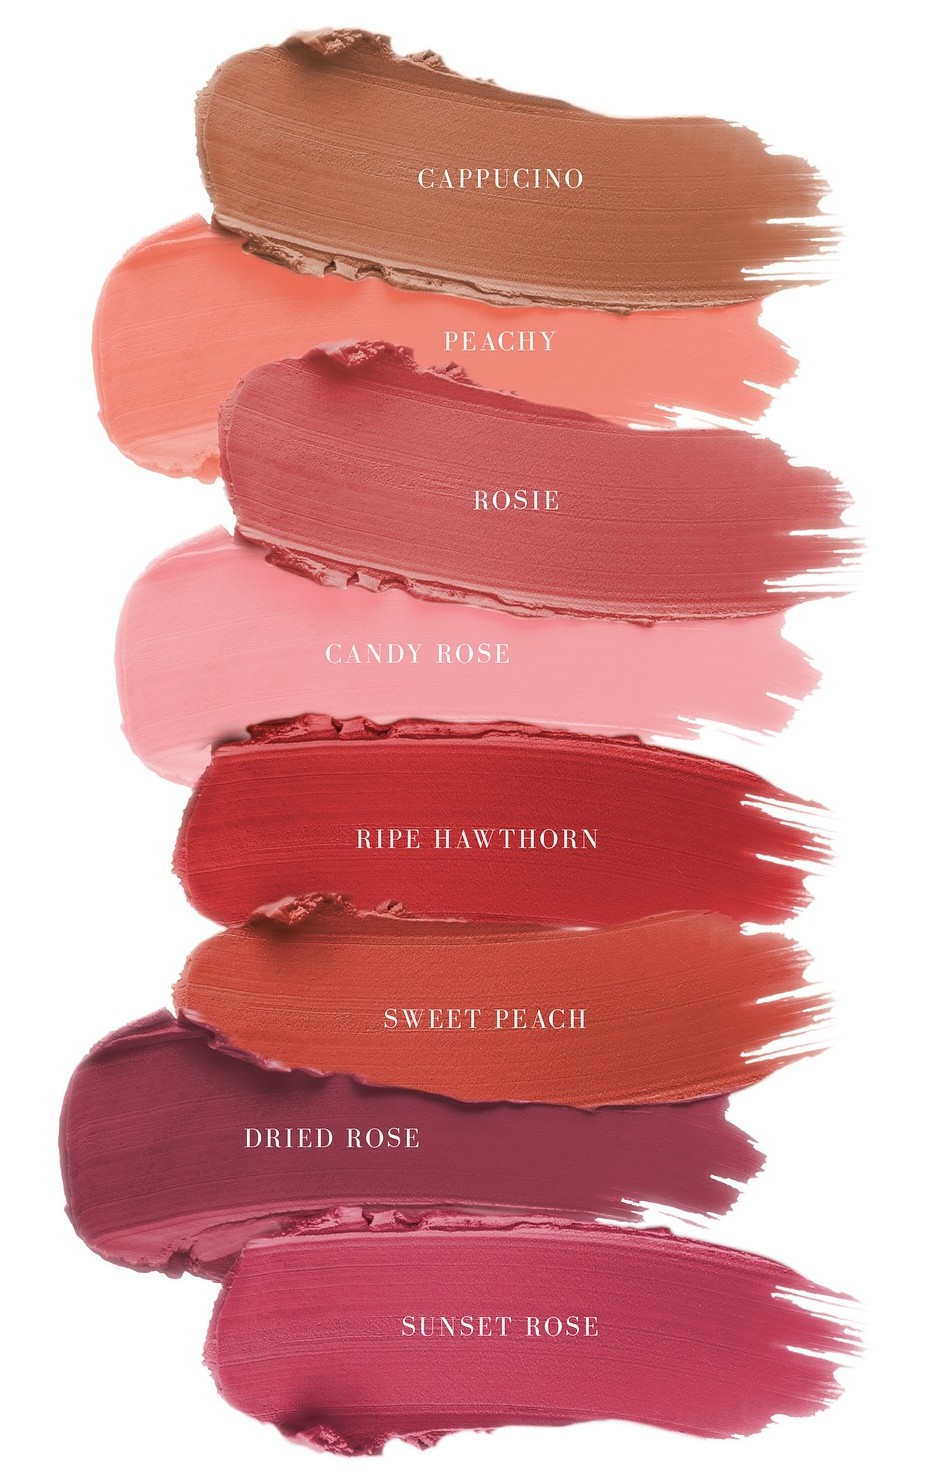 CAPPUCINO
PEACHY
ROSIE
CANDY ROSE
RIPE HAWTHORN
SWEET PEACH
DRIED ROSE
SUNSET ROSE